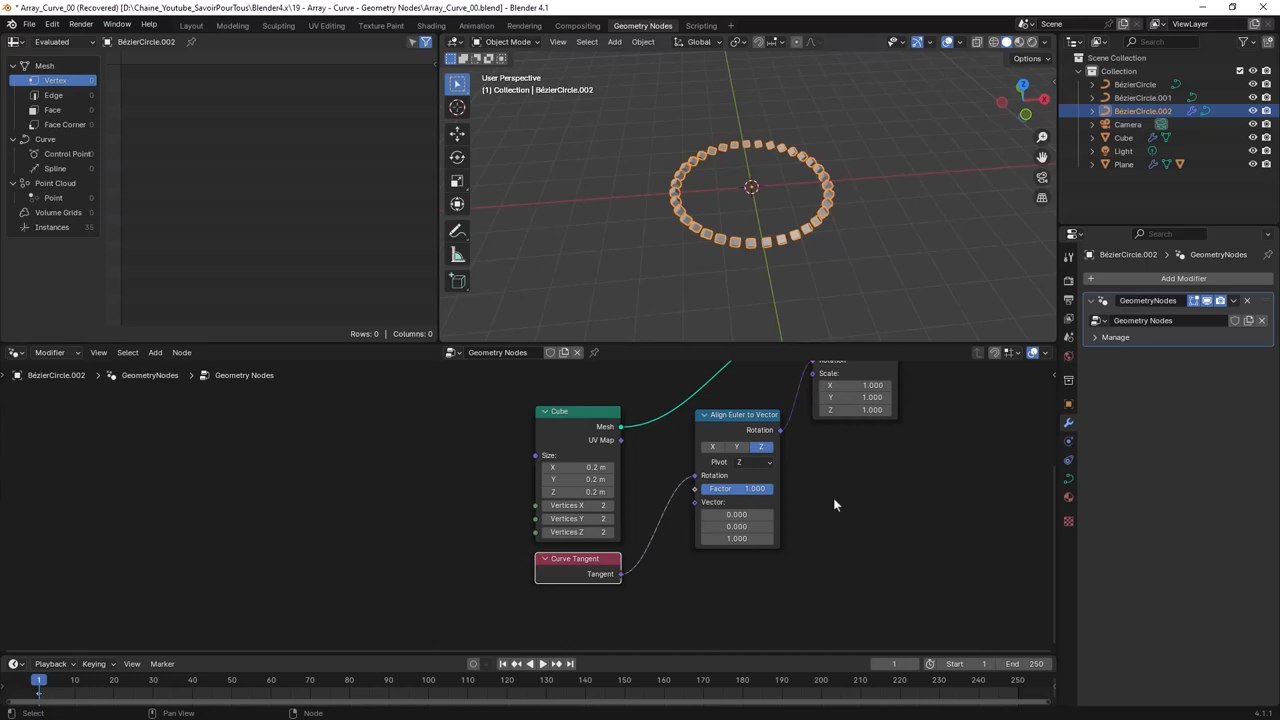 * Array_Curve_00 (Recovered) [D:\Chaine_Youtube_SavoirPourTous\Blender4.x\19 - Array - Curve - Geometry Nodes\Array_Curve_00.blend] - Blender 4.1
File Edit Render Window Help Layout Modeling Sculpting UV Editing Texture Paint Shading Animation Rendering Compositing Geometry Nodes Scripting Scene ViewLayer
Evaluated BézierCircle.002
Mesh
Vertex 0
Edge 0
Face 0
Face Corner 0
Curve
Control Point 0
Spline 0
Point Cloud
Point 0
Volume Grids 0
Instances 35
Rows: 0 | Columns: 0
Object Mode View Select Add Object Global
Options
User Perspective
(1) Collection | BézierCircle.002
Z
X
Search
Scene Collection
Collection
BézierCircle
BézierCircle.001
BézierCircle.002
Camera
Cube
Light
Plane
Search
BézierCircle.002 > GeometryNodes
Add Modifier
GeometryNodes
Geometry Nodes
Manage
Modifier View Select Add Node Geometry Nodes
BézierCircle.002 > GeometryNodes > Geometry Nodes
Cube
Mesh
UV Map
Size:
X 0.2 m
Y 0.2 m
Z 0.2 m
Vertices X 2
Vertices Y 2
Vertices Z 2
Curve Tangent
Tangent
Align Euler to Vector
Rotation
X Y Z
Pivot Z
Rotation
Factor 1.000
Vector:
0.000
0.000
1.000
Rotation
Scale:
X 1.000
Y 1.000
Z 1.000
Playback Keying View Marker 1 Start 1 End 250
1 10 20 30 40 50 60 70 80 90 100 110 120 130 140 150 160 170 180 190 200 210 220 230 240 250
Select Pan View Node 4.1.1